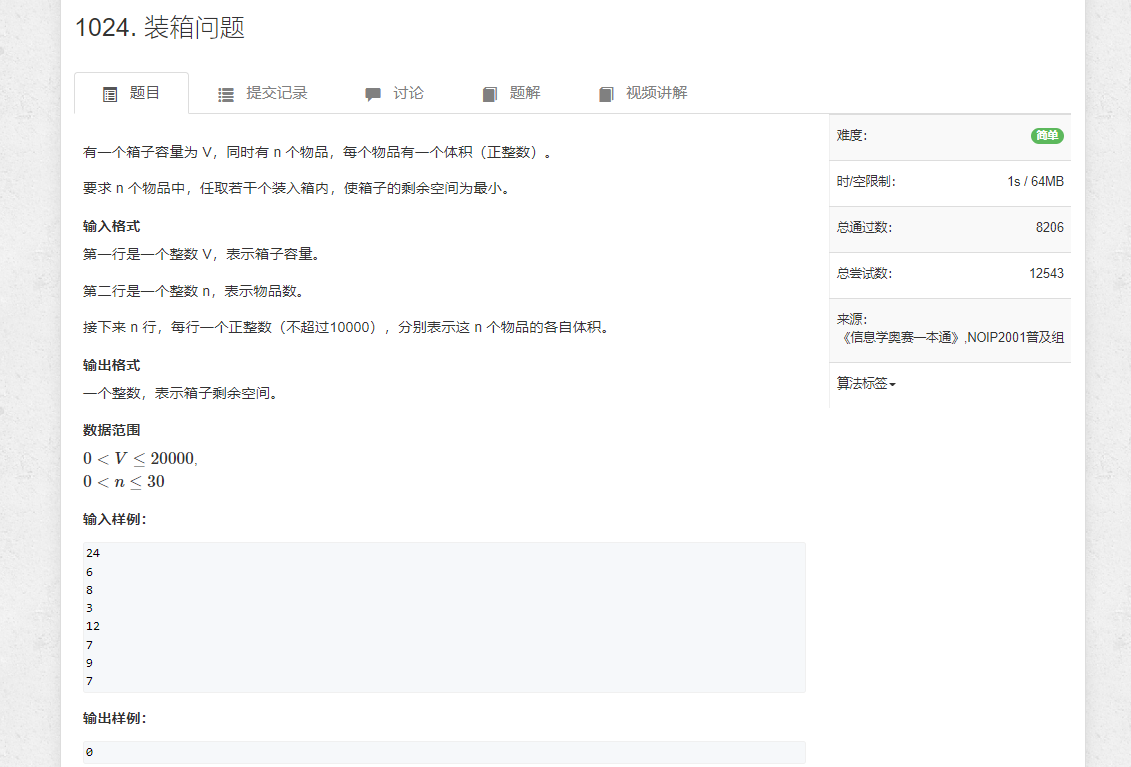 1024. 装箱问题
题目
提交记录
讨论
题解
视频讲解
有一个箱子容量为 V，同时有 n 个物品，每个物品有一个体积（正整数）。
要求 n 个物品中，任取若干个装入箱内，使箱子的剩余空间为最小。
输入格式
第一行是一个整数 V，表示箱子容量。
第二行是一个整数 n，表示物品数。
接下来 n 行，每行一个正整数（不超过10000），分别表示这 n 个物品的各自体积。
输出格式
一个整数，表示箱子剩余空间。
数据范围
0 < V ≤ 20000,
0 < n ≤ 30
输入样例：
24
6
8
3
12
7
9
7
输出样例：
0
难度： 简单
时/空限制： 1s / 64MB
总通过数： 8206
总尝试数： 12543
来源：
《信息学奥赛一本通》,NOIP2001普及组
算法标签